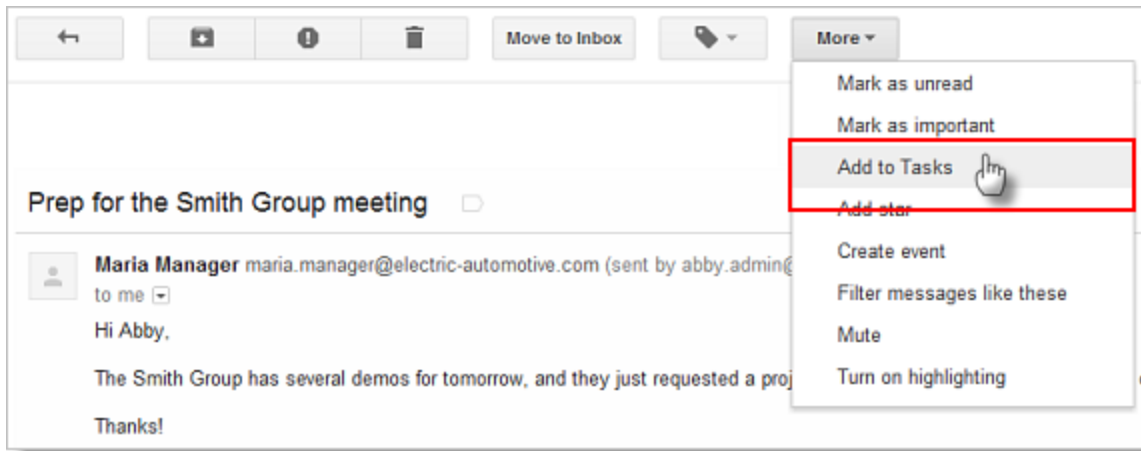 Move to Inbox More
Mark as unread
Mark as important
Add to Tasks
Add star
Prep for the Smith Group meeting
Create event
Filter messages like these
Mute
Turn on highlighting
Maria Manager maria.manager@electric-automotive.com (sent by abby.admin@
to me
Hi Abby,
The Smith Group has several demos for tomorrow, and they just requested a proj
Thanks!